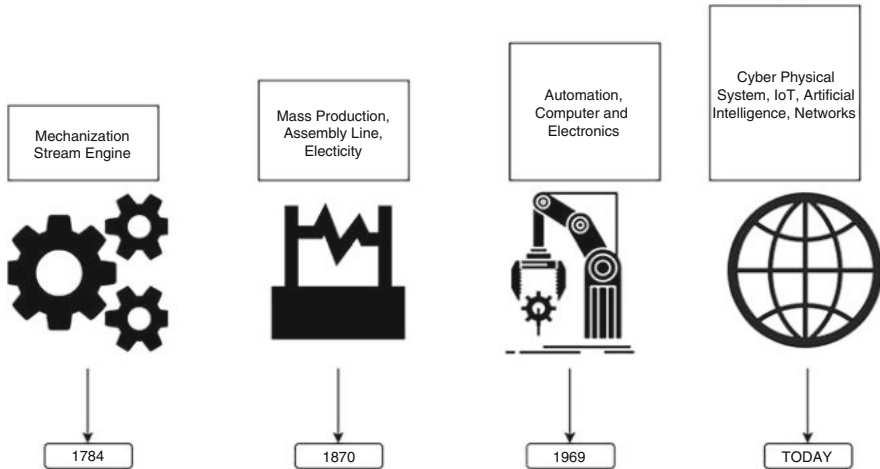 Mechanization
Stream Engine
Mass Production,
Assembly Line,
Electicity
Automation,
Computer and
Electronics
Cyber Physical
System, IoT, Artificial
Intelligence, Networks
1784
1870
1969
TODAY